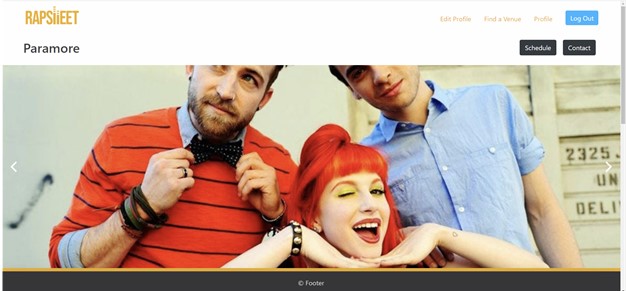 RAPSHEET
Edit Profile Find a Venue Profile Log Out
Paramore
Schedule Contact
2325
UN
DELI
© Footer